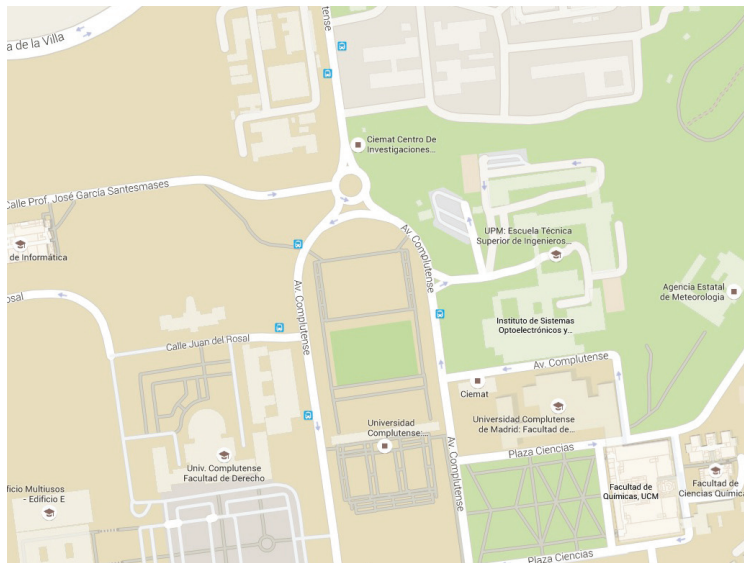 a de la Villa
tense
Ciemat Centro De
Investigaciones...
Calle Prof. José García Santesmases
de Informática
UPM: Escuela Técnica
Superior de Ingenieros...
Av. Complutense
Av. Complutense
Agencia Estatal
de Meteorología
osal
Instituto de Sistemas
Optoelectrónicos y...
Calle Juan del Rosal
Av. Complutense
Ciemat
Universidad
Complutense:...
Universidad Complutense
de Madrid: Facultad de...
Av. Complutense
Plaza Ciencias
Univ. Complutense
Facultad de Derecho
Facultad de
Químicas, UCM
Facultad de
Ciencias Químic
ficio Multiusos
- Edificio E
Plaza Ciencias